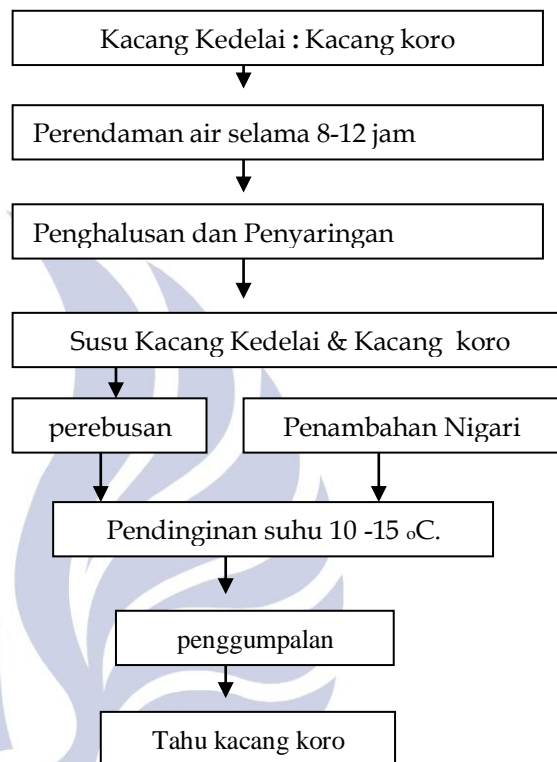 Kacang Kedelai : Kacang koro
Perendaman air selama 8-12 jam
Penghalusan dan Penyaringan
Susu Kacang Kedelai & Kacang koro
perebusan
Penambahan Nigari
Pendinginan suhu 10 -15 oC.
penggumpalan
Tahu kacang koro